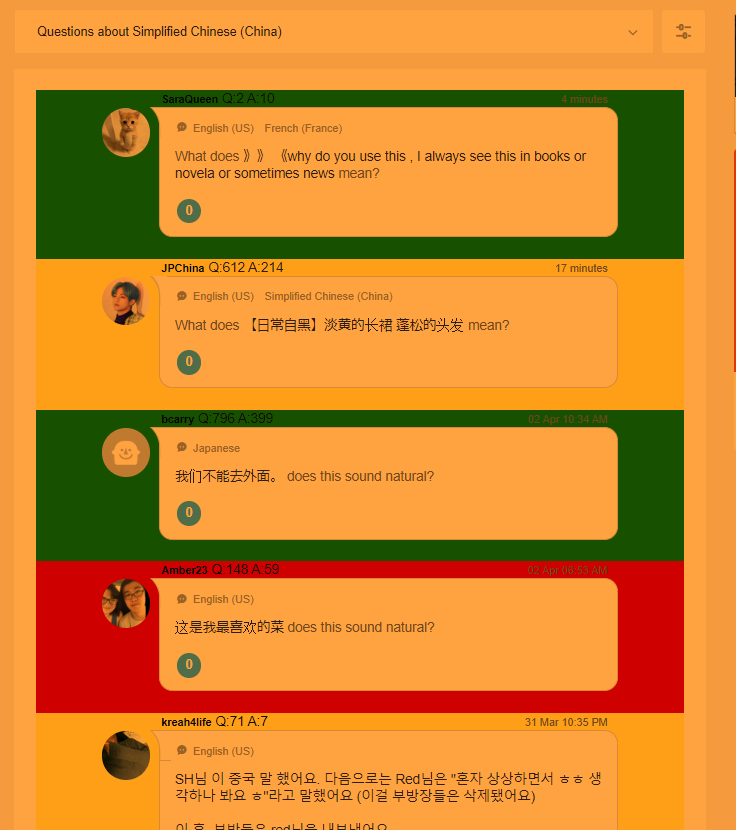 Questions about Simplified Chinese (China)
SaraQueen Q:2 A:10 4 minutes
English (US) French (France)
What does 》》 《why do you use this , I always see this in books or
novela or sometimes news mean?
0
JPChina Q:612 A:214 17 minutes
English (US) Simplified Chinese (China)
What does 【日常自黑】淡黄的长裙 蓬松的头发 mean?
0
bcarry Q:796 A:399 02 Apr 10:34 AM
Japanese
我们不能去外面。 does this sound natural?
0
Amber23 Q:148 A:59 02 Apr 06:53 AM
English (US)
这是我最喜欢的菜 does this sound natural?
0
kreah4life Q:71 A:7 31 Mar 10:35 PM
English (US)
SH님 이 중국 말 했어요. 다음으로는 Red님은 "혼자 상상하면서 ㅎㅎ 생
각하나 봐요 ㅎ"라고 말했어요 (이걸 부방장들은 삭제됐어요)